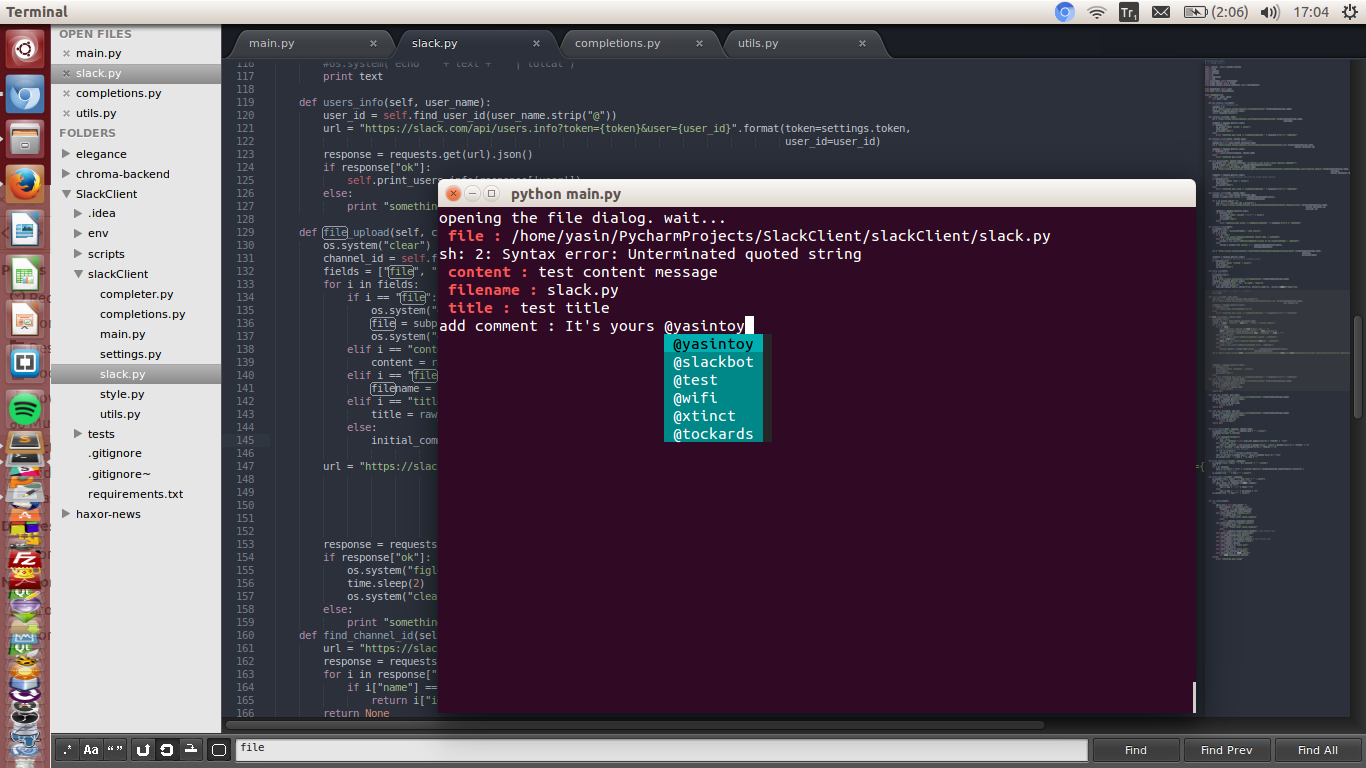 Terminal
Tr₁
(2:06)
17:04
OPEN FILES
main.py
slack.py
completions.py
utils.py
FOLDERS
elegance
chroma-backend
SlackClient
.idea
env
scripts
slackClient
completer.py
completions.py
main.py
settings.py
slack.py
style.py
utils.py
tests
.gitignore
.gitignore~
requirements.txt
haxor-news
main.py
slack.py
completions.py
utils.py
116 #os.system("echo " + text + " | lolcat")
117 print text
118
119 def users_info(self, user_name):
120 user_id = self.find_user_id(user_name.strip("@"))
121 url = "https://slack.com/api/users.info?token={token}&user={user_id}".format(token=settings.token,
122 user_id=user_id)
123 response = requests.get(url).json()
124 if response["ok"]:
125
126 else:
127 print "somethin
128
129 def file_upload(self, c
130 os.system("clear")
131 channel_id = self.f
132 fields = ["file", "
133 for i in fields:
134 if i == "file":
135 os.system("
136 file = subp
137 os.system("
138 elif i == "cont
139 content = r
140 elif i == "file
141 filename =
142 elif i == "titl
143 title = raw
144 else:
145 initial_com
146
147 url = "https://slac
148
149
150
151
152
153 response = requests
154 if response["ok"]:
155 os.system("figl
156 time.sleep(2)
157 os.system("clea
158 else:
159 print "somethin
160 def find_channel_id(sel
161 url = "https://slac
162 response = requests
163 for i in response["
164 if i["name"] ==
165 return i["i
166 return None
python main.py
opening the file dialog. wait...
file : /home/yasin/PycharmProjects/SlackClient/slackClient/slack.py
sh: 2: Syntax error: Unterminated quoted string
content : test content message
filename : slack.py
title : test title
add comment : It's yours @yasintoy
@yasintoy
@slackbot
@test
@wifi
@xtinct
@tockards
={
.*
Aa
“ ”
file
Find
Find Prev
Find All